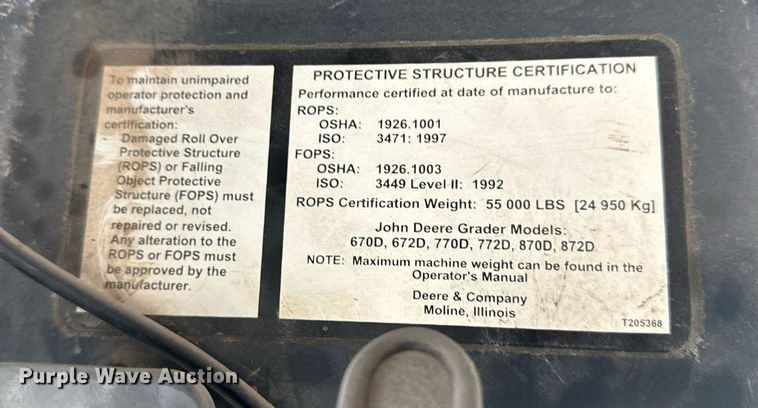 To maintain unimpaired
operator protection and
manufacturer's
certification:
Damaged Roll Over
Protective Structure
(ROPS) or Falling
Object Protective
Structure (FOPS) must
be replaced, not
repaired or revised.
Any alteration to the
ROPS or FOPS must
be approved by the
manufacturer.
PROTECTIVE STRUCTURE CERTIFICATION
Performance certified at date of manufacture to:
ROPS:
OSHA: 1926.1001
ISO: 3471: 1997
FOPS:
OSHA: 1926.1003
ISO: 3449 Level II: 1992
ROPS Certification Weight: 55 000 LBS [24 950 Kg]
John Deere Grader Models:
670D, 672D, 770D, 772D, 870D, 872D
NOTE: Maximum machine weight can be found in the
Operator's Manual
Deere & Company
Moline, Illinois
T205368
Purple Wave Auction